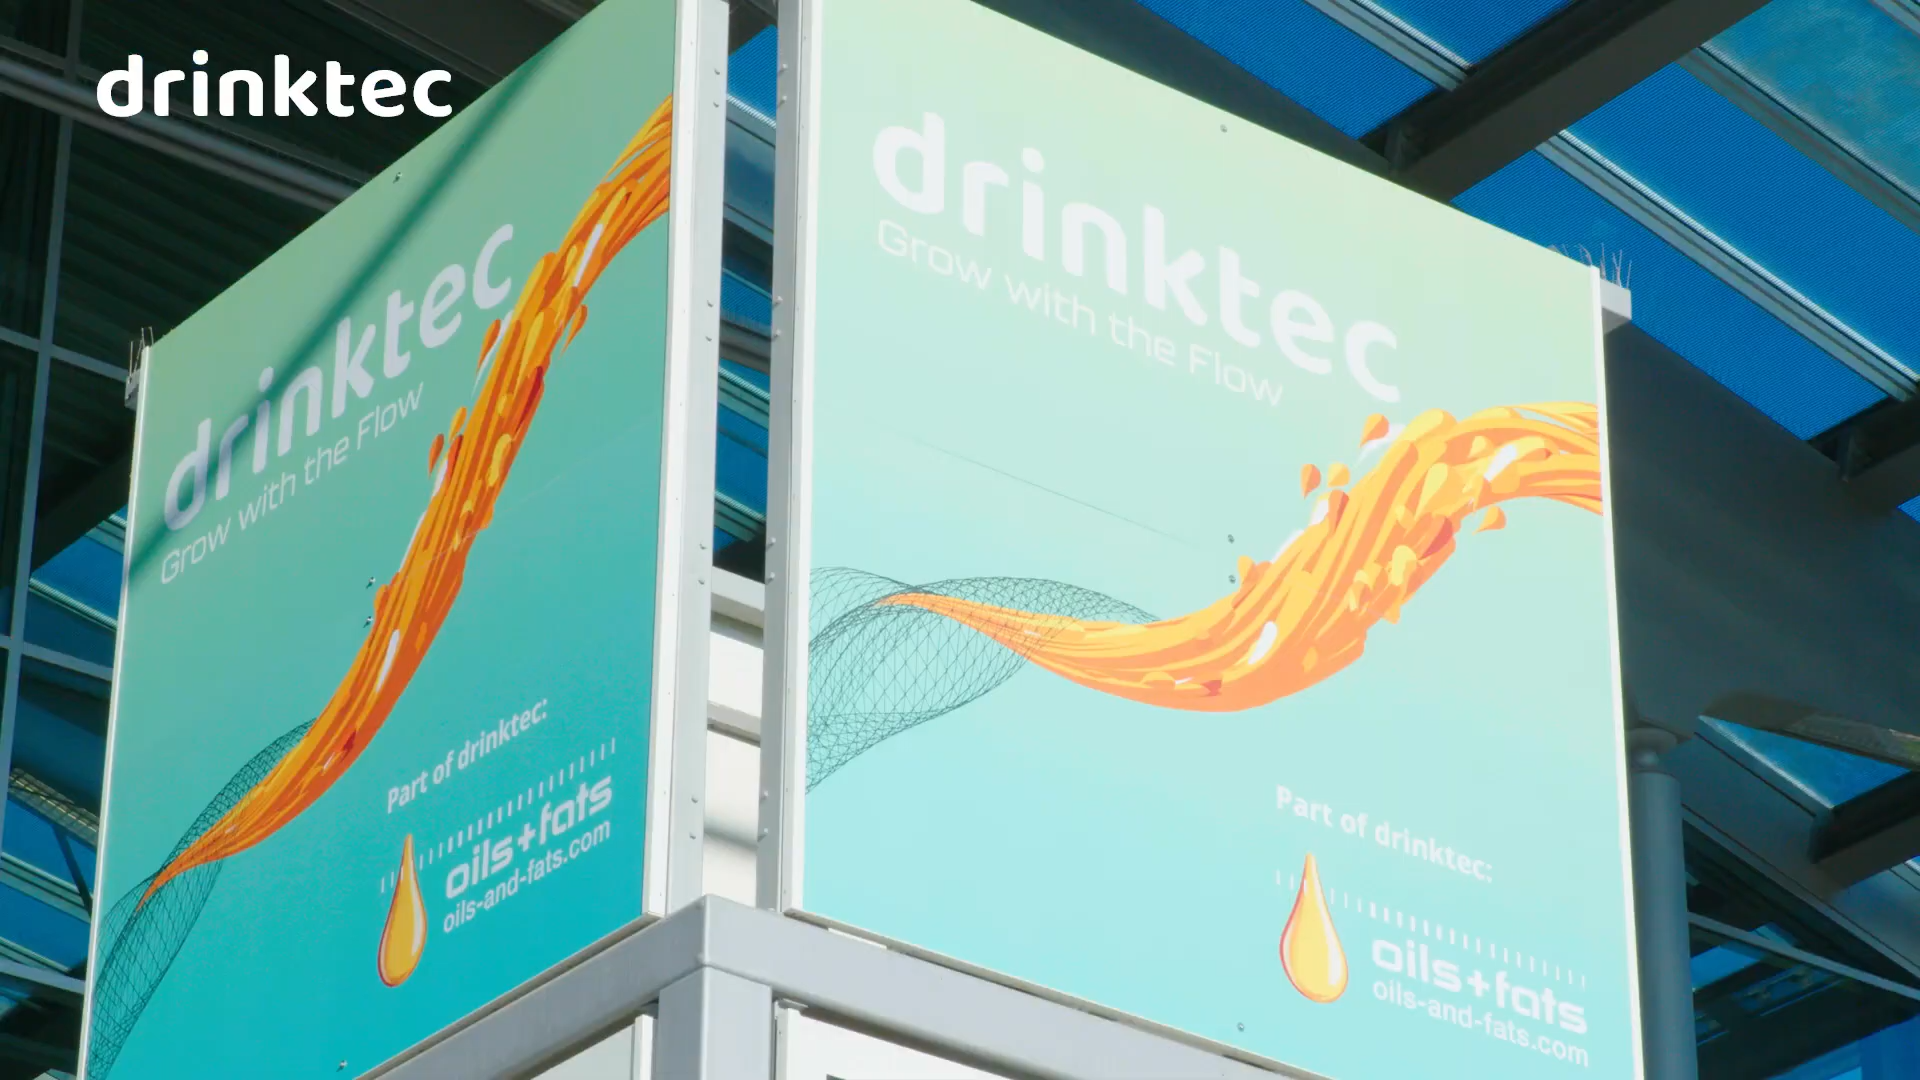 drinktec
drinktec
Grow with the Flow
Part of drinktec:
oils+fats
oils-and-fats.com
drinktec
Grow with the Flow
Part of drinktec:
oils+fats
oils-and-fats.com